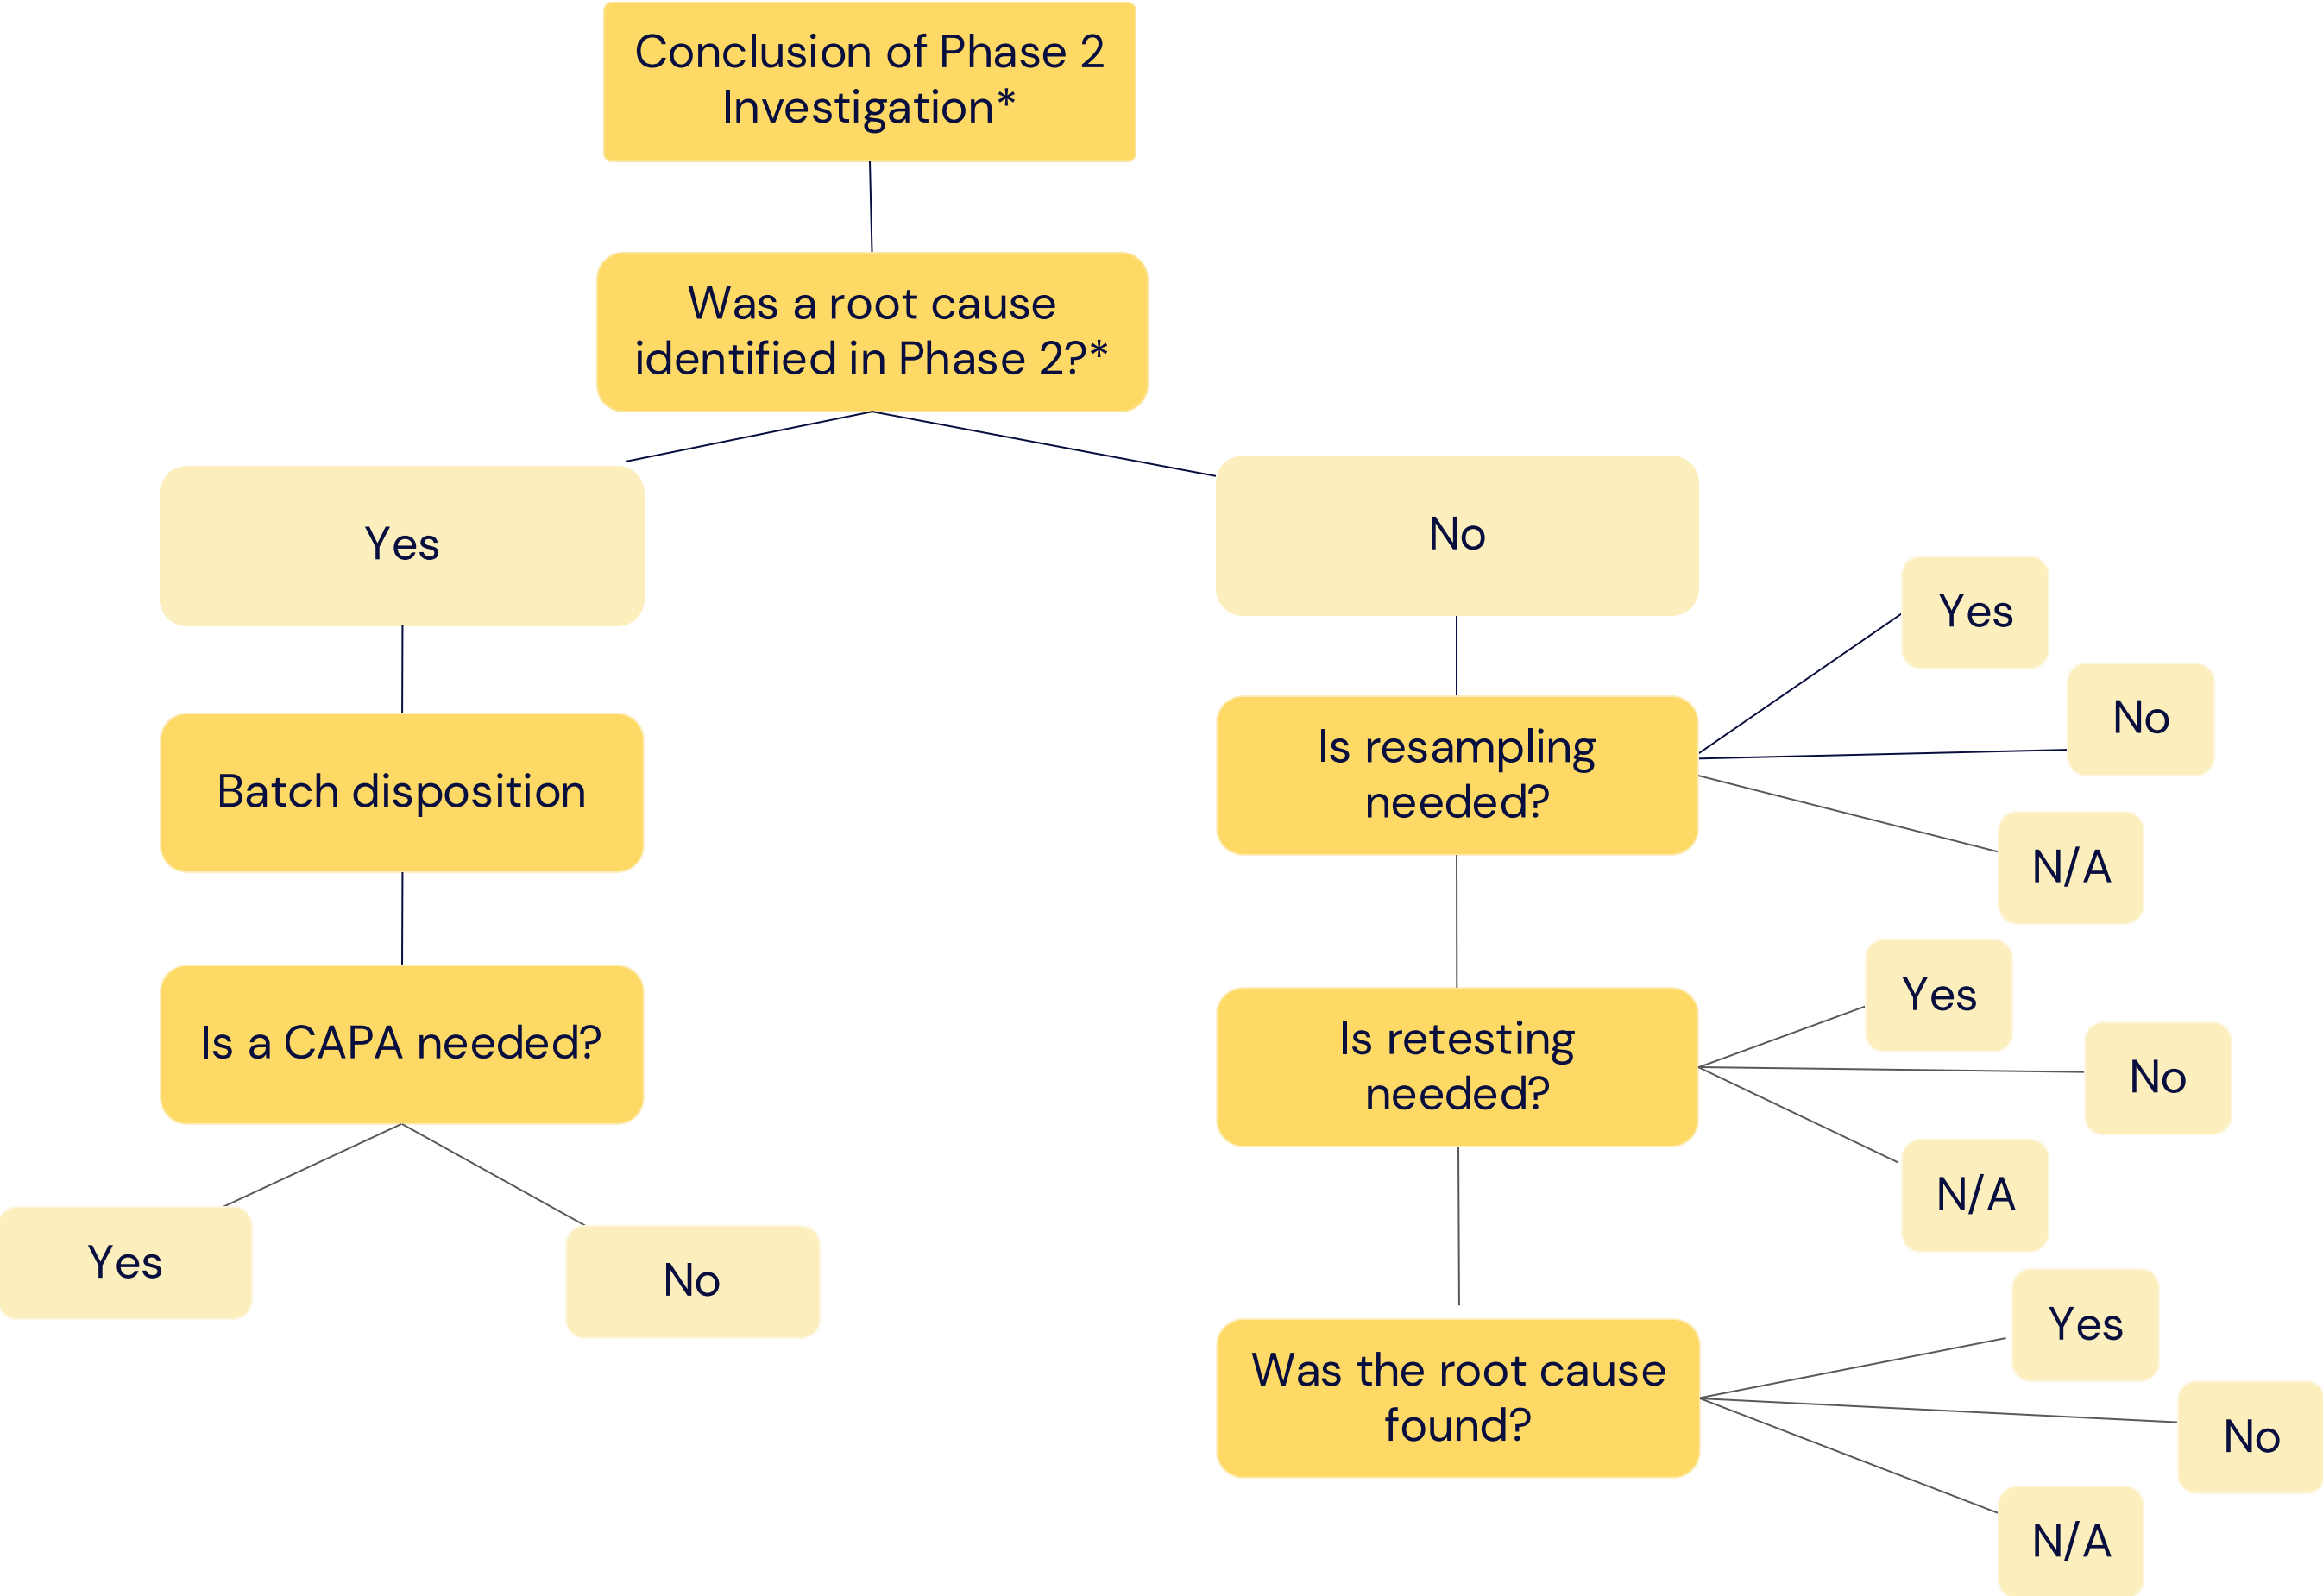 Conclusion of Phase 2
Investigation*
Was a root cause
identified in Phase 2?*
Yes
No
Batch disposition
Is a CAPA needed?
Yes
No
Is resampling
needed?
Yes
No
N/A
Is retesting
needed?
Yes
No
N/A
Was the root cause
found?
Yes
No
N/A